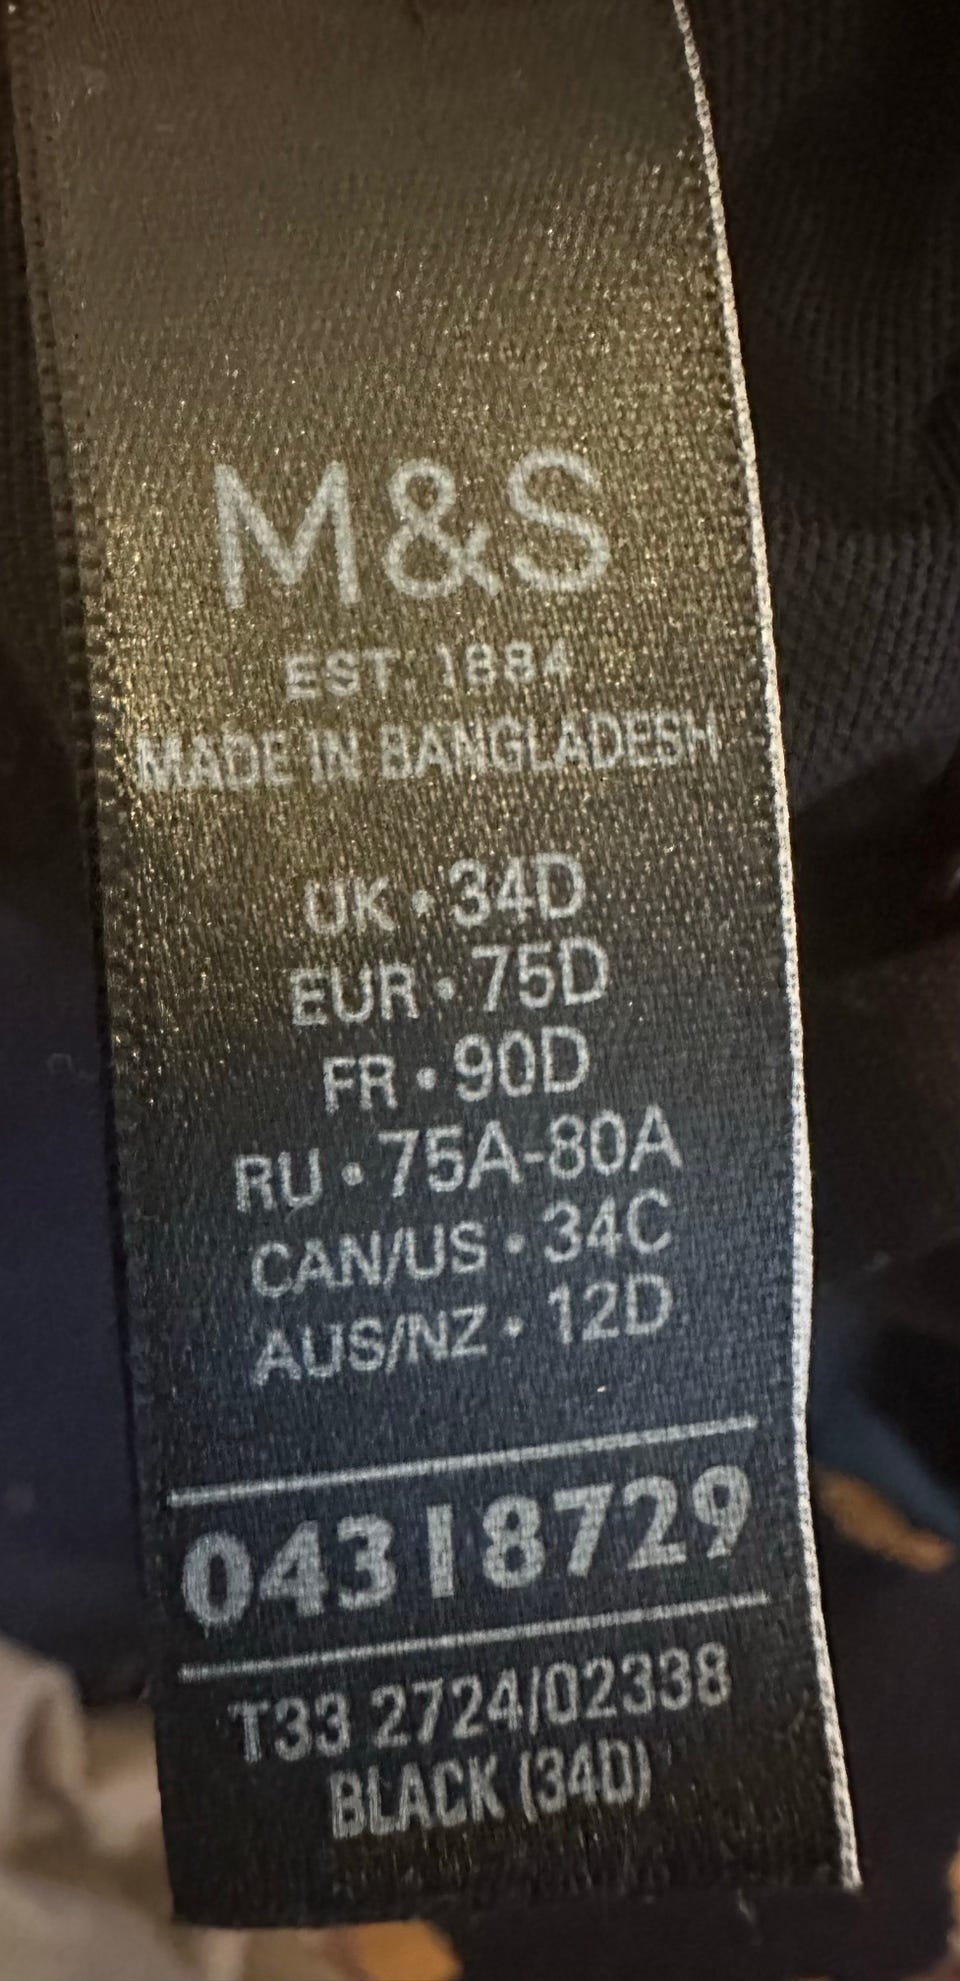 M&S
EST. 1884
MADE IN BANGLADESH
UK • 34D
EUR • 75D
FR • 90D
RU • 75A-80A
CAN/US • 34C
AUS/NZ • 12D
04318729
T33 2724/02338
BLACK (34D)